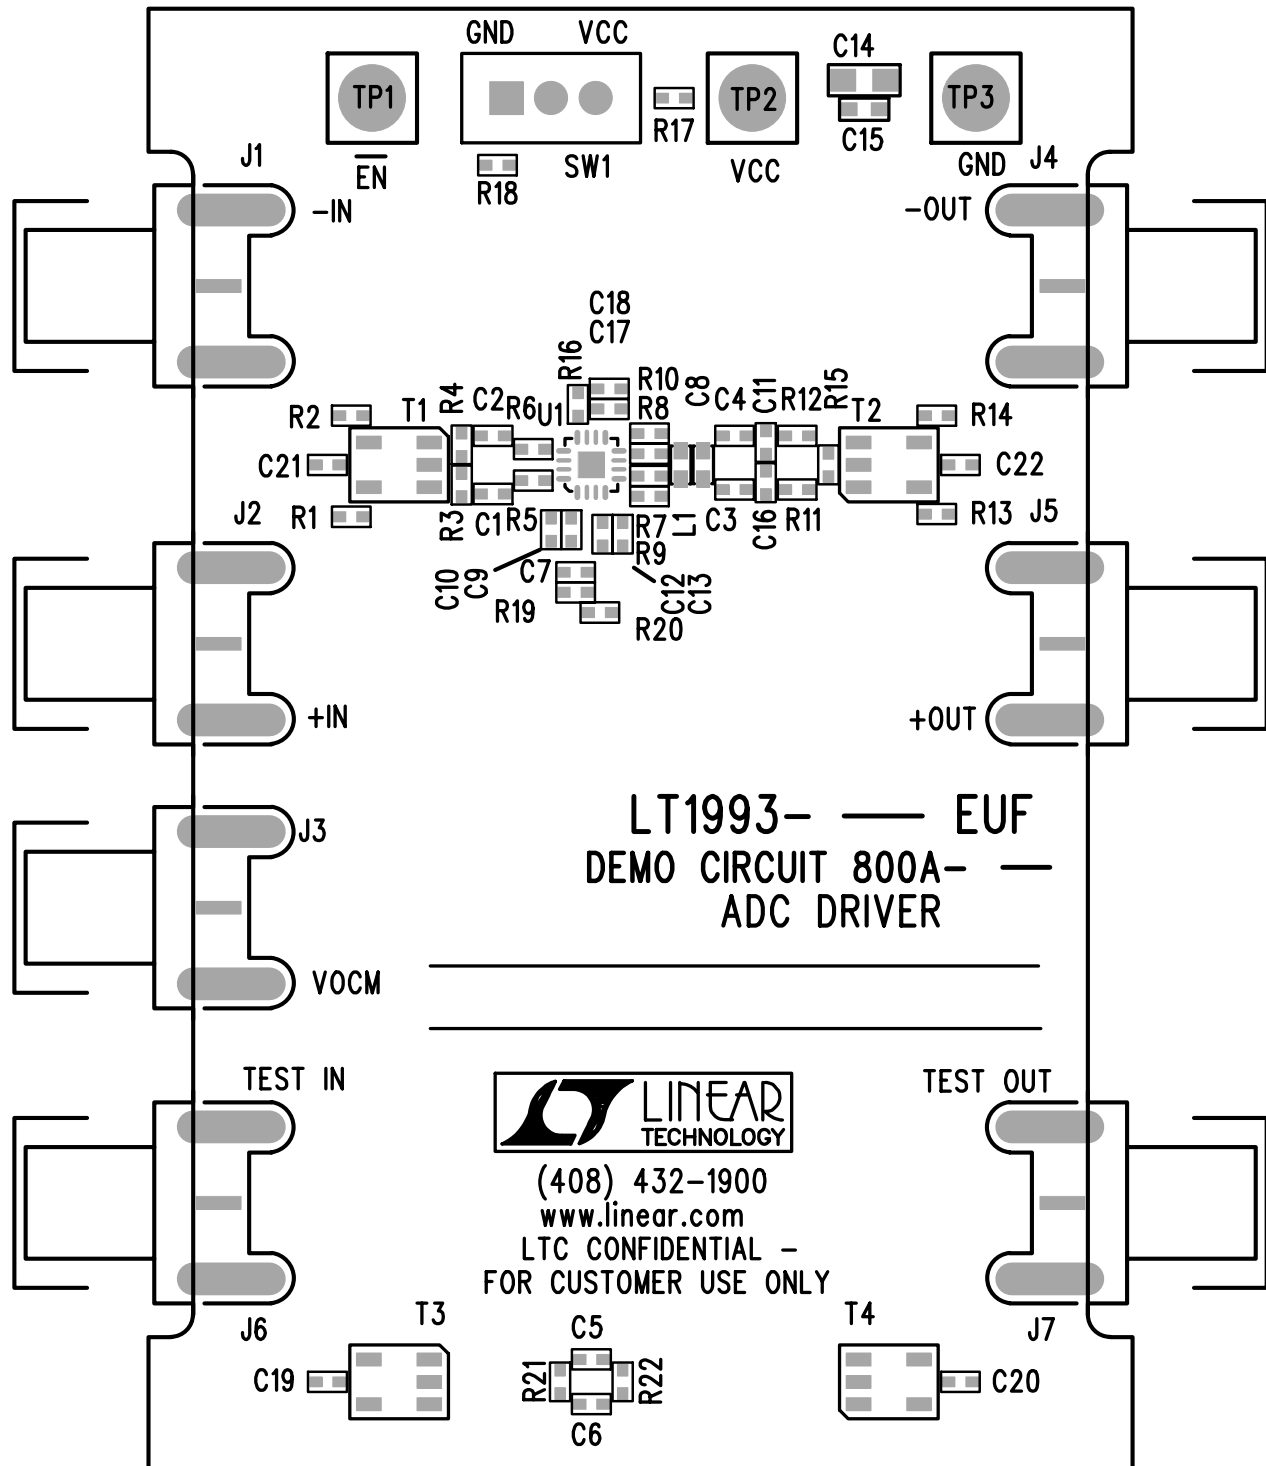 GND VCC
C14
TP1
TP2
TP3
R17
C15
J1
EN
R18
SW1
VCC
GND
J4
-IN
-OUT
C18
C17
R16
R10
R4
C2
R6
U1
R8
C8
C4
C11
R12
R15
T2
R2
T1
R14
C21
C22
J2
R1
R3
C1
R5
R7
L1
C3
C16
R11
R13
J5
R9
C10
C9
C7
C12
C13
R19
R20
+IN
+OUT
LT1993- — EUF
J3
DEMO CIRCUIT 800A- —
ADC DRIVER
VOCM
TEST IN
TEST OUT
LINEAR
TECHNOLOGY
(408) 432-1900
www.linear.com
LTC CONFIDENTIAL -
FOR CUSTOMER USE ONLY
J6
T3
C5
T4
J7
C19
R21
R22
C20
C6